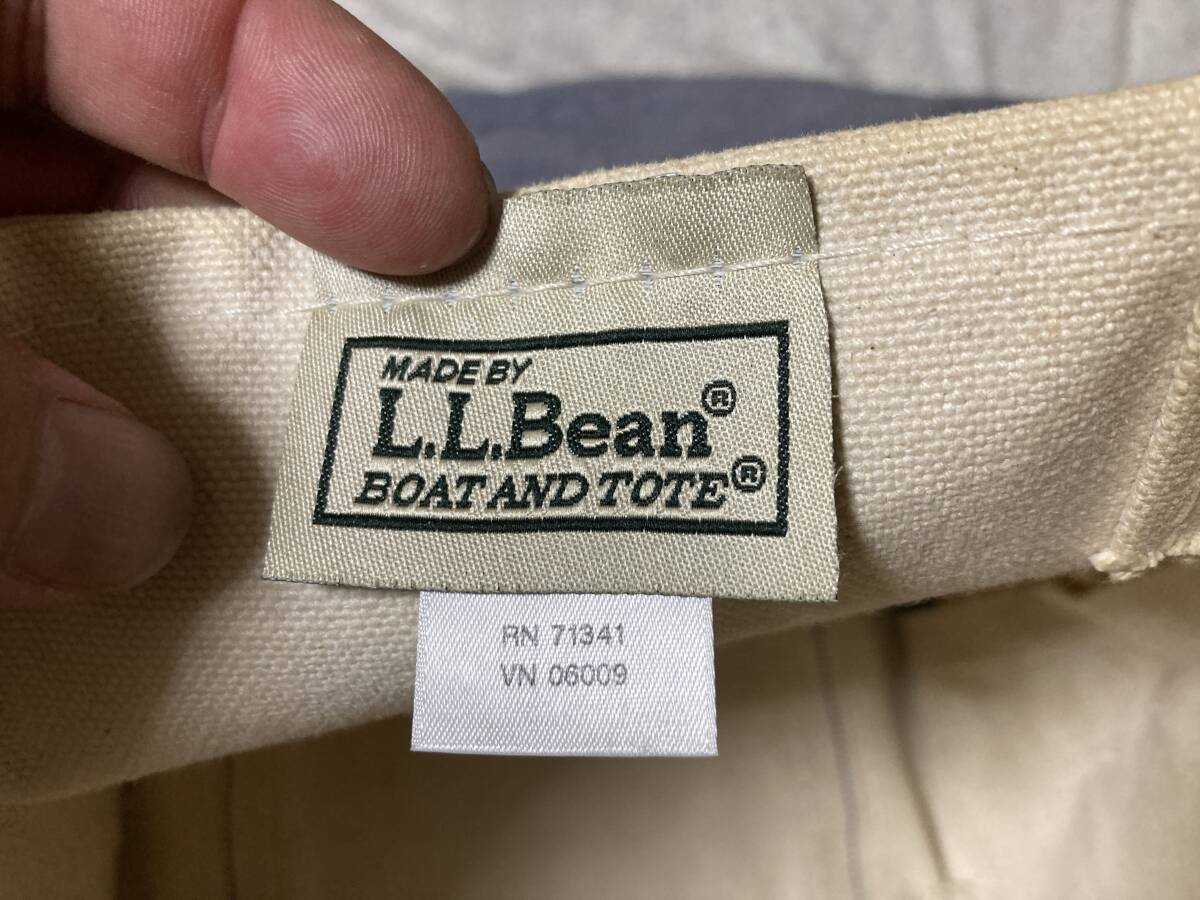 MADE BY
L.L.Bean®
BOAT AND TOTE®
RN 71341
VN 06009